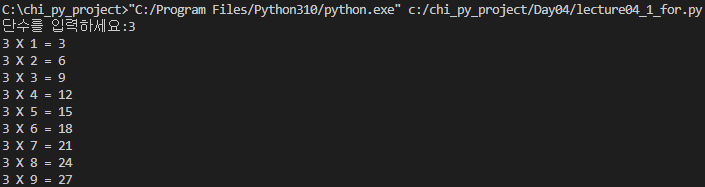 C:\chi_py_project>"C:/Program Files/Python310/python.exe" c:/chi_py_project/Day04/lecture04_1_for.py
단수를 입력하세요:3
3 X 1 = 3
3 X 2 = 6
3 X 3 = 9
3 X 4 = 12
3 X 5 = 15
3 X 6 = 18
3 X 7 = 21
3 X 8 = 24
3 X 9 = 27